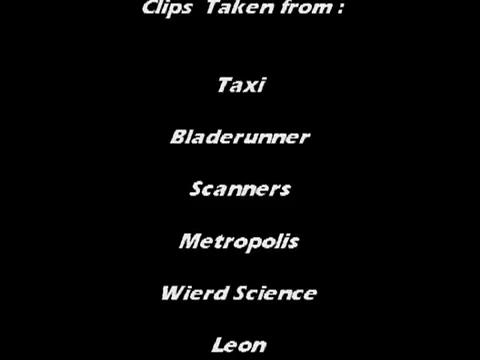 Clips Taken from :
Taxi
Bladerunner
Scanners
Metropolis
Wierd Science
Leon